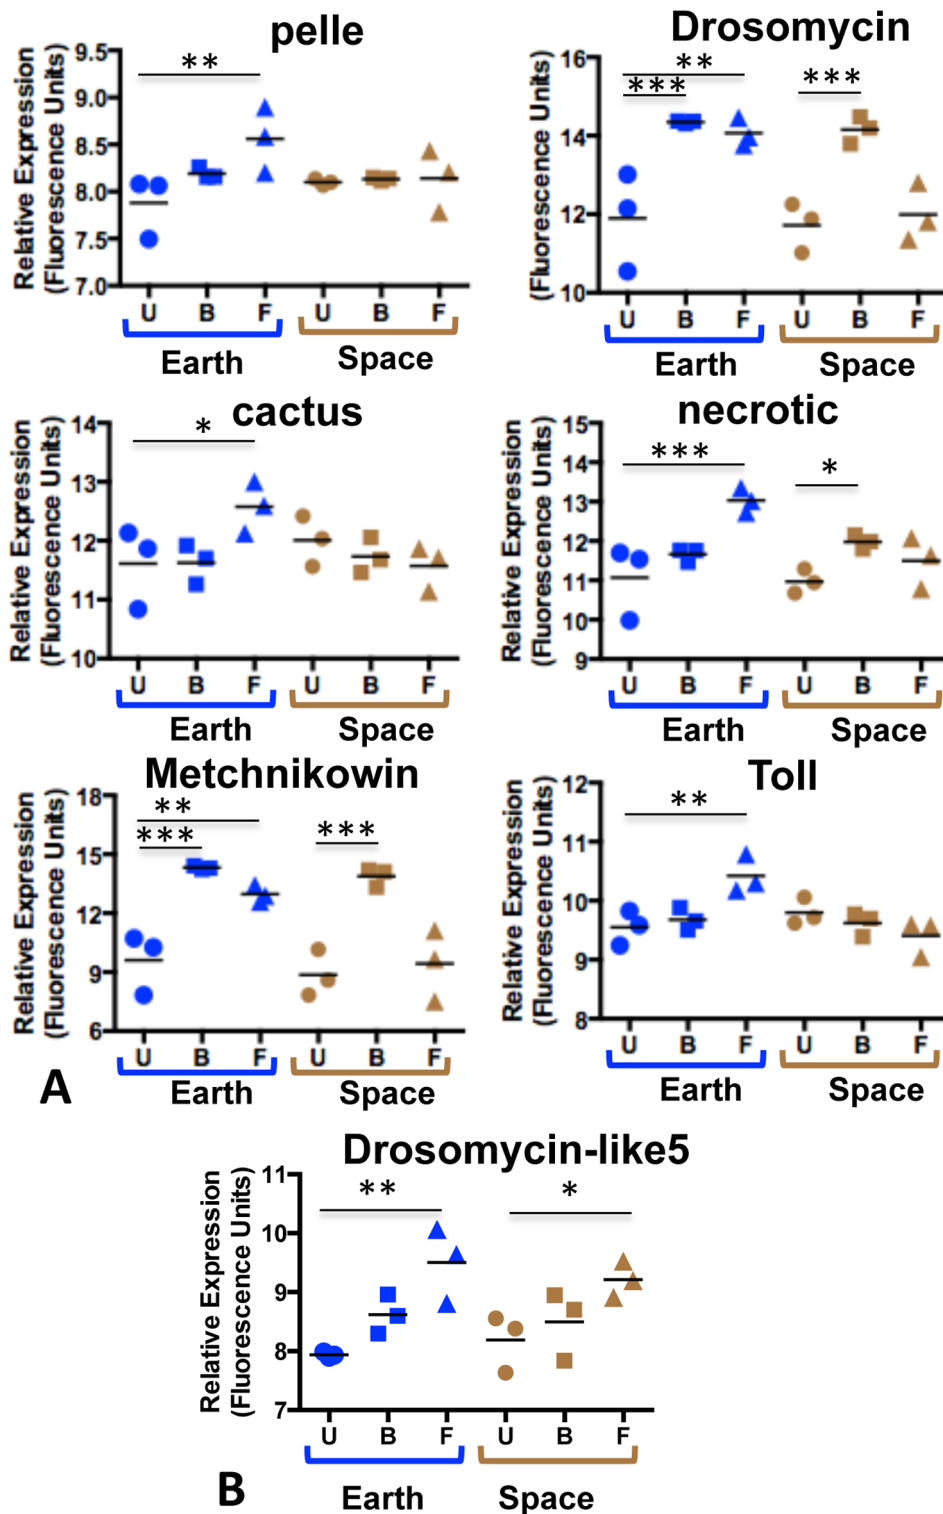 pelle
Relative Expression
(Fluorescence Units)
9.5
9.0
8.5
8.0
7.5
7.0
**
U B F U B F
Earth Space
Drosomycin
Relative Expression
(Fluorescence Units)
16
14
12
10
**
***
***
U B F U B F
Earth Space
cactus
Relative Expression
(Fluorescence Units)
14
13
12
11
10
*
U B F U B F
Earth Space
necrotic
Relative Expression
(Fluorescence Units)
15
14
13
12
11
10
9
***
*
U B F U B F
Earth Space
Metchnikowin
Relative Expression
(Fluorescence Units)
18
15
12
9
6
**
***
***
U B F U B F
Earth Space
A
Toll
Relative Expression
(Fluorescence Units)
12
11
10
9
8
**
U B F U B F
Earth Space
Drosomycin-like5
Relative Expression
(Fluorescence Units)
11
10
9
8
7
**
*
U B F U B F
Earth Space
B